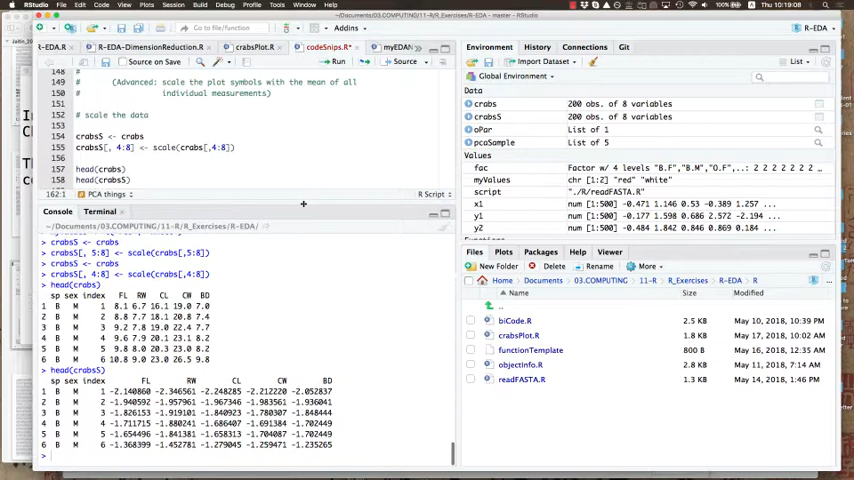 RStudio File Edit Code View Plots Session Build Debug Profile Tools Window Help
100% Thu 10:19:08
~/Documents/03.COMPUTING/11-R/R_Exercises/R-EDA - master - RStudio
Go to file/function
Addins
R-EDA
R-EDA.R
R-EDA-DimensionReduction.R
crabsPlot.R
codeSnips.R*
Source on Save
Run
Source
148 #
149 # (Advanced: scale the plot symbols with the mean of all
150 # individual measurements)
151
152 # scale the data
153
154 crabsS <- crabs
155 crabsS[, 4:8] <- scale(crabs[,4:8])
156
157 head(crabs)
158 head(crabsS)
162:1
PCA things
R Script
Console
Terminal
~/Documents/03.COMPUTING/11-R/R_Exercises/R-EDA/
> crabsS <- crabs
> crabsS[, 5:8] <- scale(crabs[,5:8])
> crabsS <- crabs
> crabsS[, 4:8] <- scale(crabs[,4:8])
> head(crabs)
sp sex index FL RW CL CW BD
1 B M 1 8.1 6.7 16.1 19.0 7.0
2 B M 2 8.8 7.7 18.1 20.8 7.4
3 B M 3 9.2 7.8 19.0 22.4 7.7
4 B M 4 9.6 7.9 20.1 23.1 8.2
5 B M 5 9.8 8.0 20.3 23.0 8.2
6 B M 6 10.8 9.0 23.0 26.5 9.8
> head(crabsS)
sp sex index FL RW CL CW BD
1 B M 1 -2.140860 -2.346561 -2.248285 -2.212220 -2.052837
2 B M 2 -1.940592 -1.957961 -1.967346 -1.983561 -1.936041
3 B M 3 -1.826153 -1.919101 -1.840923 -1.780307 -1.848444
4 B M 4 -1.711715 -1.880241 -1.686407 -1.691384 -1.702449
5 B M 5 -1.654496 -1.841381 -1.658313 -1.704087 -1.702449
6 B M 6 -1.368399 -1.452781 -1.279045 -1.259471 -1.235265
>
Environment
History
Connections
Git
Import Dataset
List
Global Environment
Data
crabs 200 obs. of 8 variables
crabsS 200 obs. of 8 variables
oPar List of 1
pcaSample List of 5
Values
fac Factor w/ 4 levels "B.F","B.M","O.F",..: 2 2 2 2 2 2 2 …
myValues chr [1:2] "red" "white"
script "./R/readFASTA.R"
x1 num [1:500] -0.471 1.146 0.53 -0.389 1.257 ...
y1 num [1:500] -0.177 1.598 0.686 2.572 -2.194 ...
y2 num [1:500] -0.484 1.842 0.846 0.869 0.184 ...
Files
Plots
Packages
Help
Viewer
New Folder
Delete
Rename
More
Home
Documents
03.COMPUTING
11-R
R_Exercises
R-EDA
R
Name
Size
Modified
..
biCode.R 2.5 KB May 10, 2018, 10:39 PM
crabsPlot.R 1.8 KB May 17, 2018, 10:02 AM
functionTemplate 800 B May 16, 2018, 12:35 AM
objectInfo.R 2.8 KB May 11, 2018, 7:14 AM
readFASTA.R 1.3 KB May 14, 2018, 1:46 PM